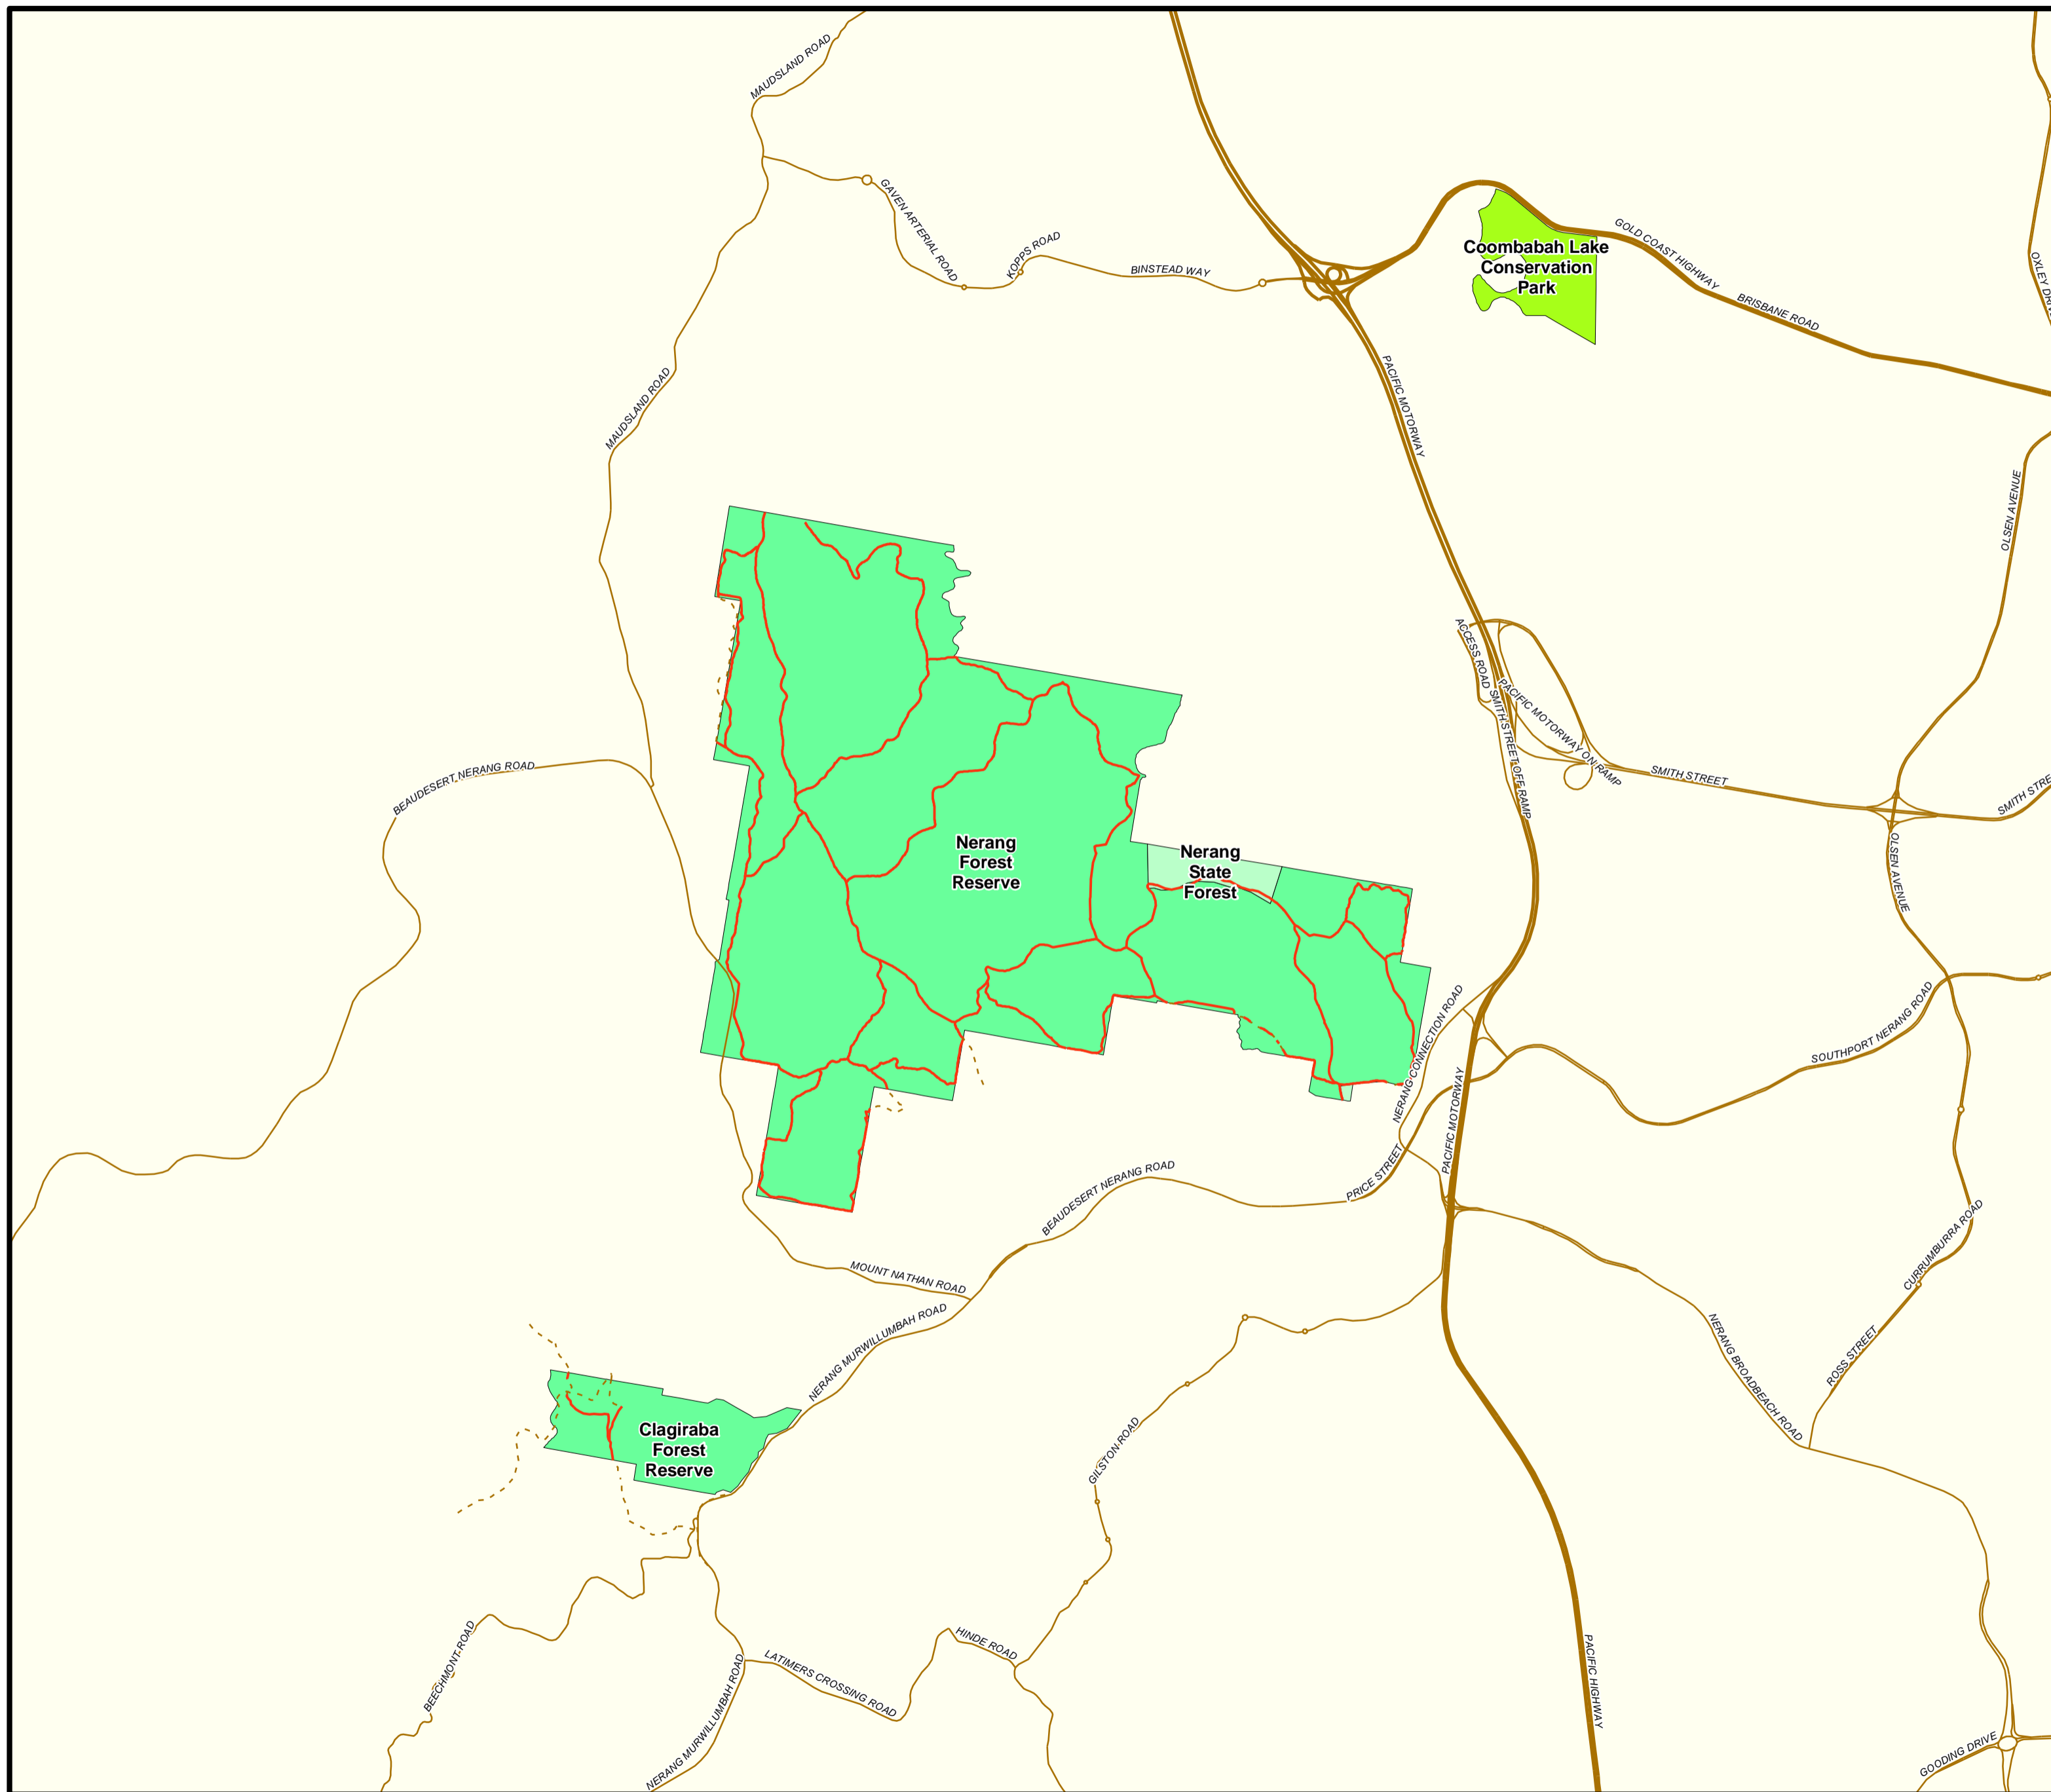 MAUDSLAND ROAD
GAVEN ARTERIAL ROAD
KOPPS ROAD
BINSTEAD WAY
Coombabah Lake
Conservation
Park
GOLD COAST HIGHWAY
BRISBANE ROAD
MAUDSLAND ROAD
PACIFIC MOTORWAY
OLSEN AVENUE
ACCESS ROAD
SMITH STREET OFF RAMP
PACIFIC MOTORWAY ON RAMP
SMITH STREET
BEAUDESERT NERANG ROAD
Nerang
Forest
Reserve
Nerang
State
Forest
OLSEN AVENUE
NERANG CONNECTION ROAD
SOUTHPORT NERANG ROAD
PACIFIC MOTORWAY
PRICE STREET
BEAUDESERT NERANG ROAD
CURRUMBURRA ROAD
MOUNT NATHAN ROAD
NERANG MURWILLUMBAH ROAD
ROSS STREET
NERANG BROADBEACH ROAD
Clagiraba
Forest
Reserve
GILSTON ROAD
BEECHMONT ROAD
HINDE ROAD
LATIMERS CROSSING ROAD
NERANG MURWILLUMBAH ROAD
PACIFIC HIGHWAY
GOODING DRIVE